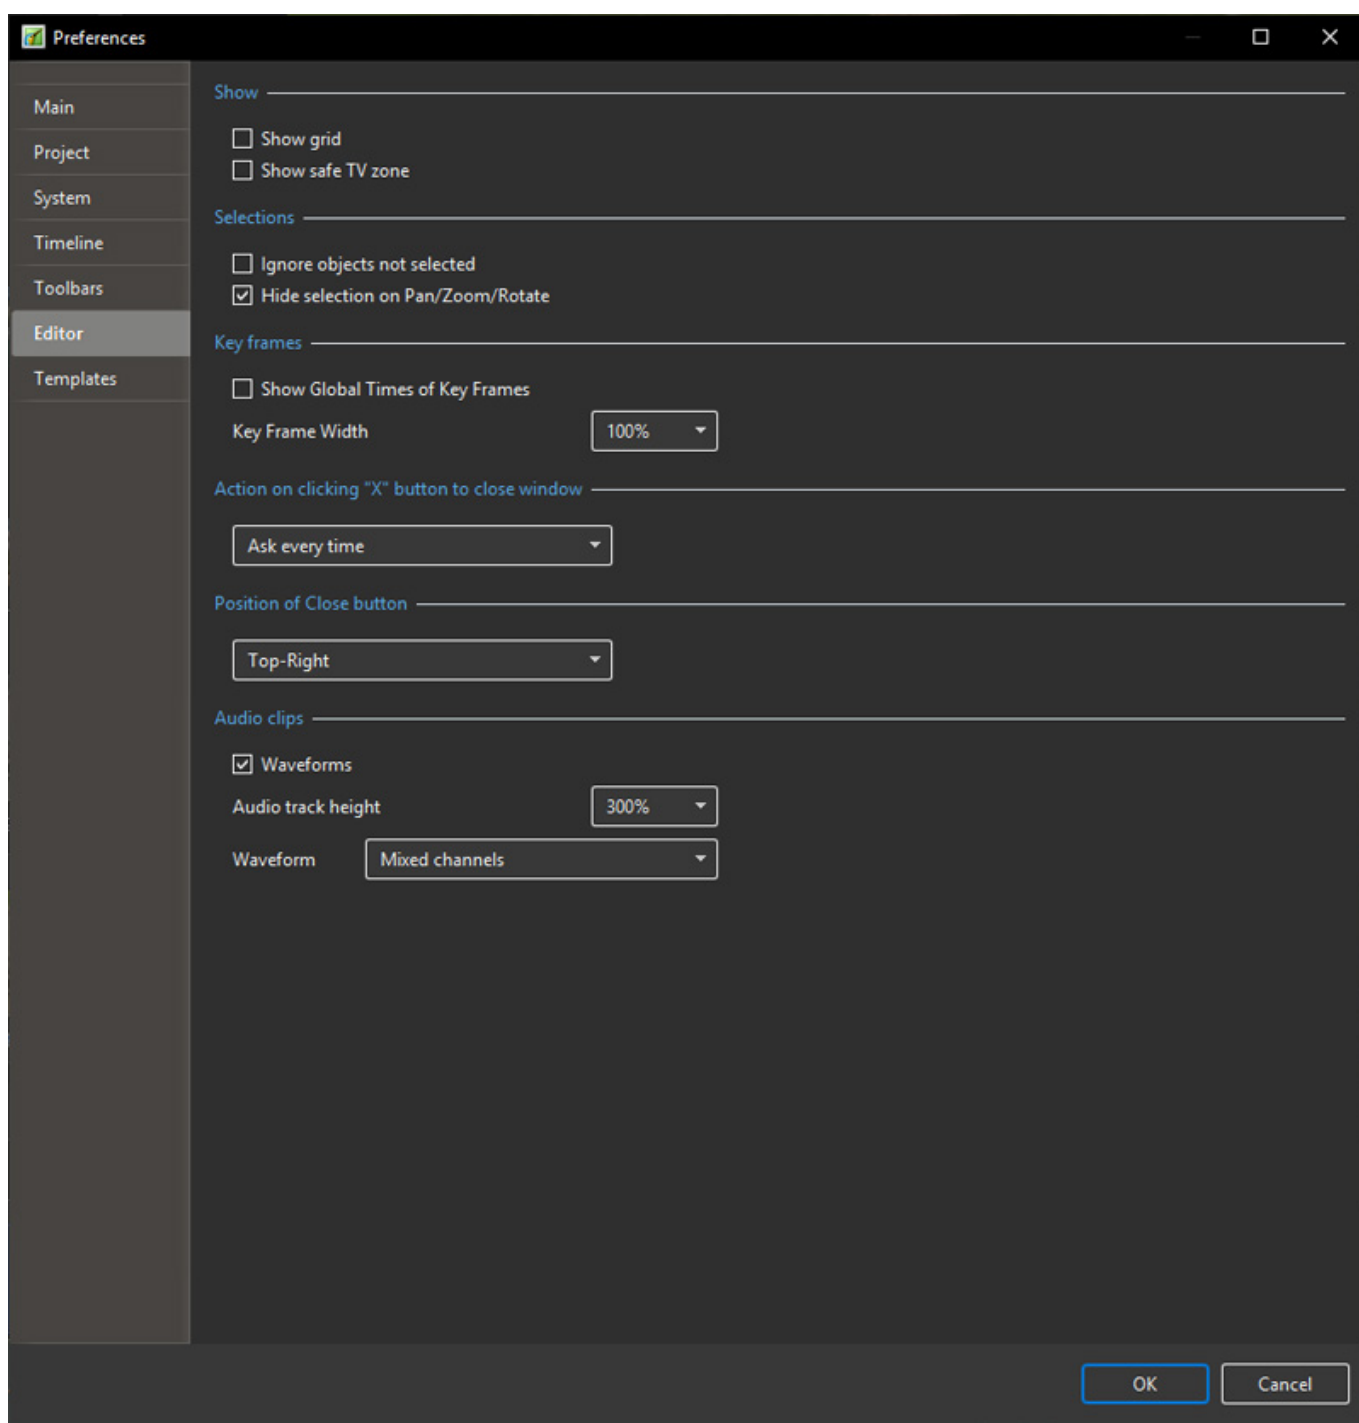 Preferences
Main
Project
System
Timeline
Toolbars
Editor
Templates
Show
Show grid
Show safe TV zone
Selections
Ignore objects not selected
Hide selection on Pan/Zoom/Rotate
Key frames
Show Global Times of Key Frames
Key Frame Width 100%
Action on clicking "X" button to close window
Ask every time
Position of Close button
Top-Right
Audio clips
Waveforms
Audio track height 300%
Waveform Mixed channels
OK Cancel